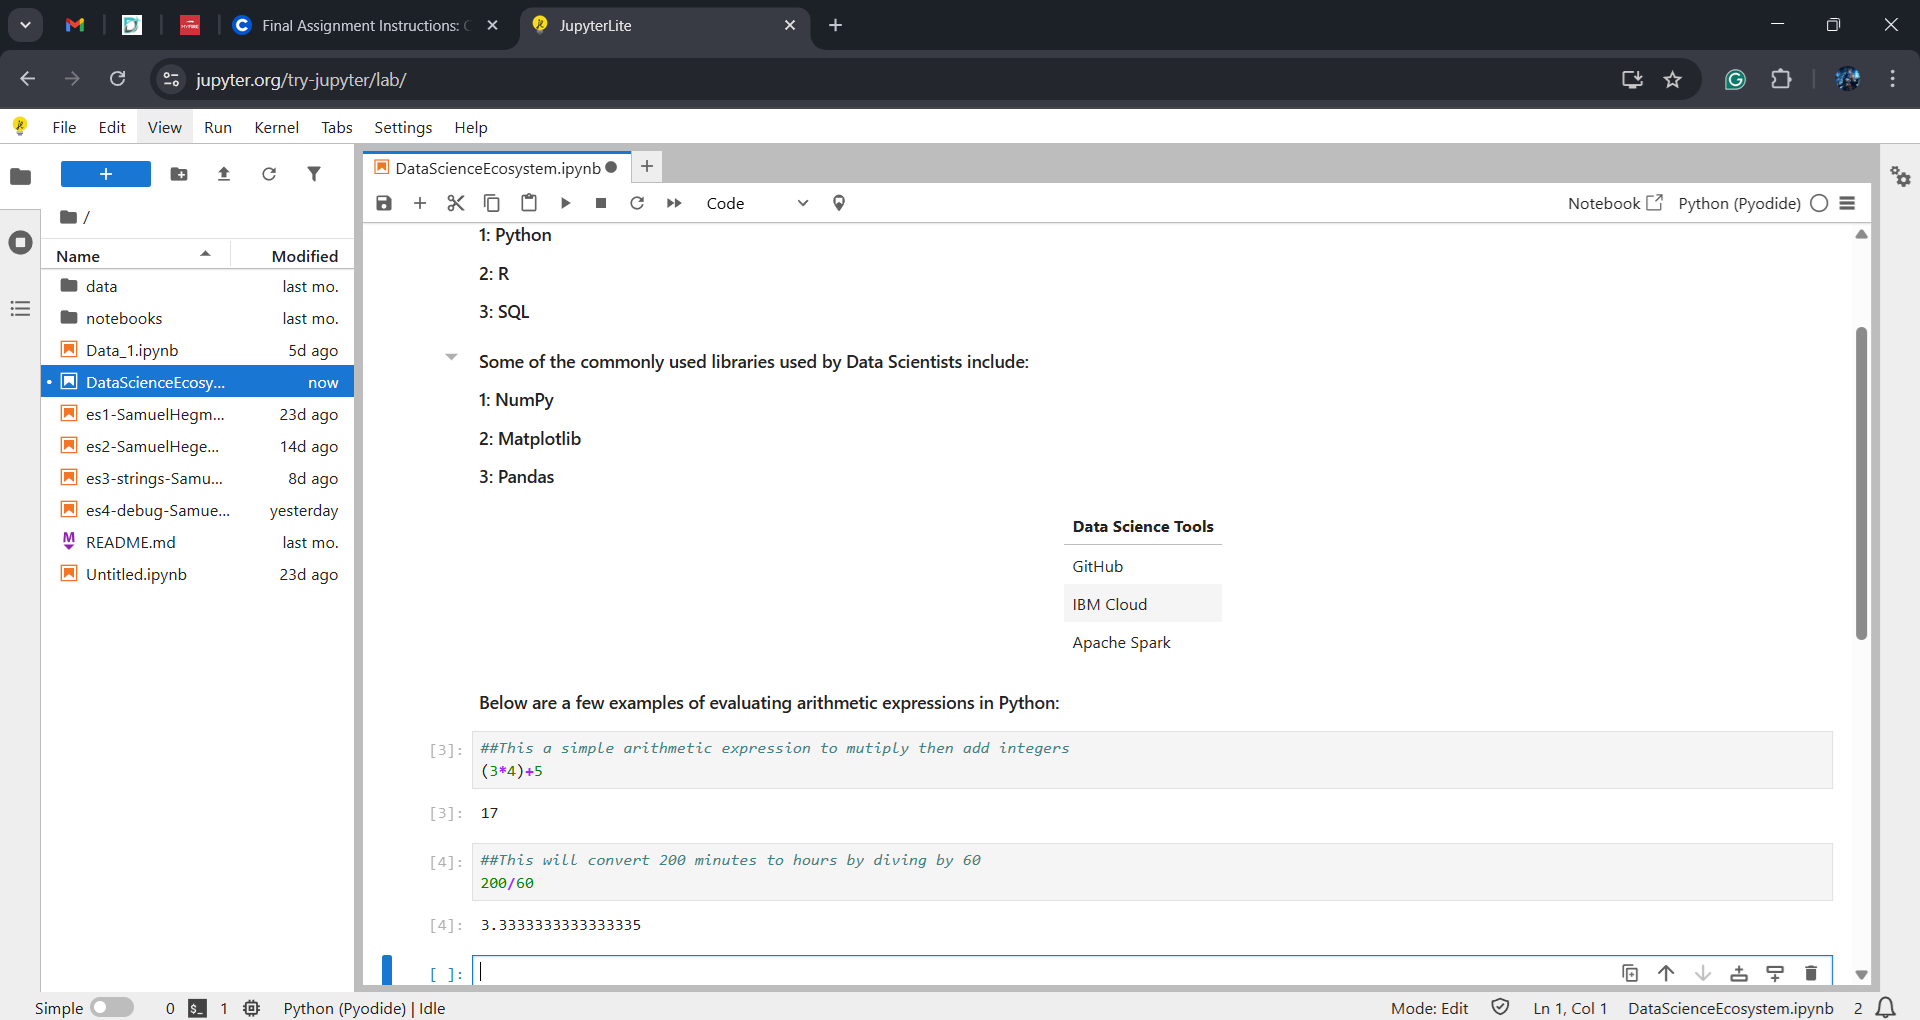 Final Assignment Instructions: C
JupyterLite
jupyter.org/try-jupyter/lab/
File Edit View Run Kernel Tabs Settings Help
DataScienceEcosystem.ipynb
Code
Notebook
Python (Pyodide)
/
Name Modified
data last mo.
notebooks last mo.
Data_1.ipynb 5d ago
DataScienceEcosy... now
es1-SamuelHegm... 23d ago
es2-SamuelHege... 14d ago
es3-strings-Samu... 8d ago
es4-debug-Samue... yesterday
README.md last mo.
Untitled.ipynb 23d ago
1: Python
2: R
3: SQL
Some of the commonly used libraries used by Data Scientists include:
1: NumPy
2: Matplotlib
3: Pandas
Data Science Tools
GitHub
IBM Cloud
Apache Spark
Below are a few examples of evaluating arithmetic expressions in Python:
[3]: ##This a simple arithmetic expression to mutiply then add integers
(3*4)+5
[3]: 17
[4]: ##This will convert 200 minutes to hours by diving by 60
200/60
[4]: 3.3333333333333335
[ ]:
Simple 0 $_ 1 Python (Pyodide) | Idle Mode: Edit Ln 1, Col 1 DataScienceEcosystem.ipynb 2